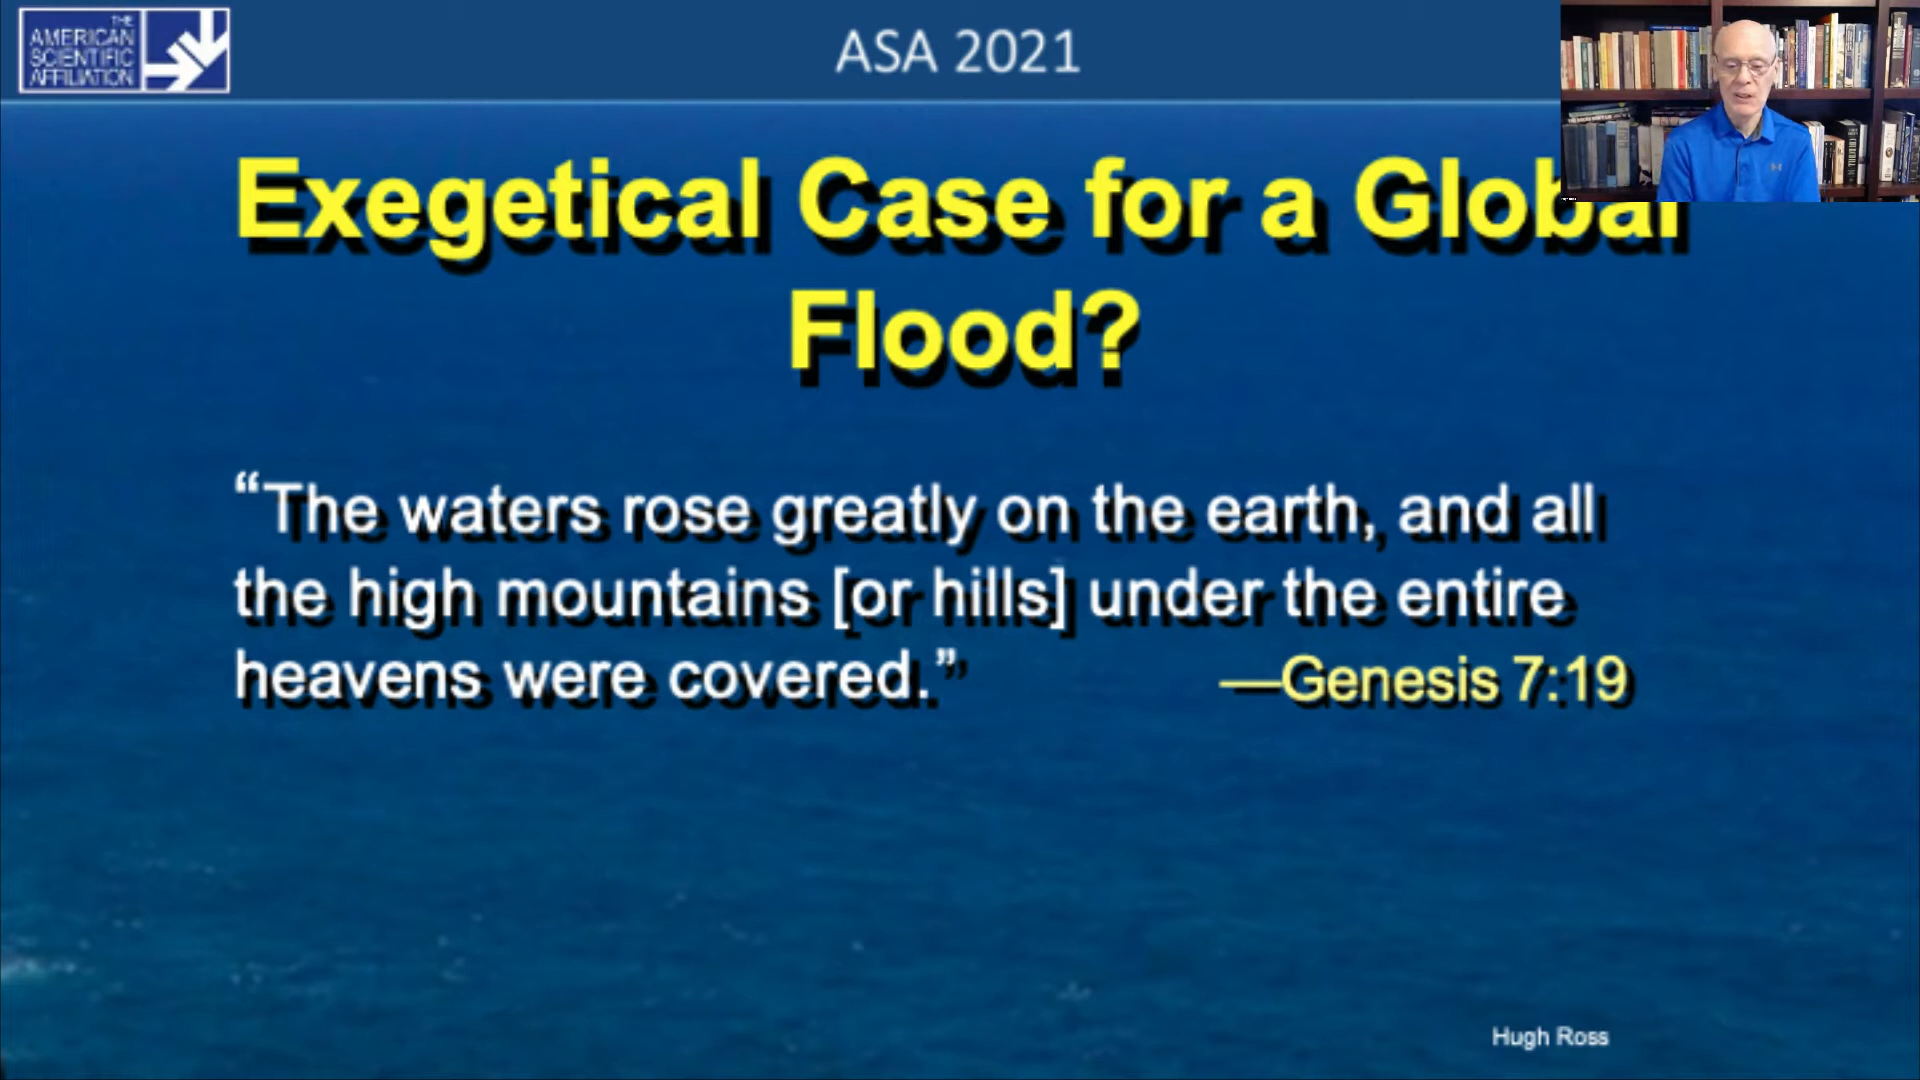 THE
AMERICAN
SCIENTIFIC
AFFILIATION
ASA 2021
Exegetical Case for a Global
Flood?
“The waters rose greatly on the earth, and all
the high mountains [or hills] under the entire
heavens were covered.” —Genesis 7:19
Hugh Ross